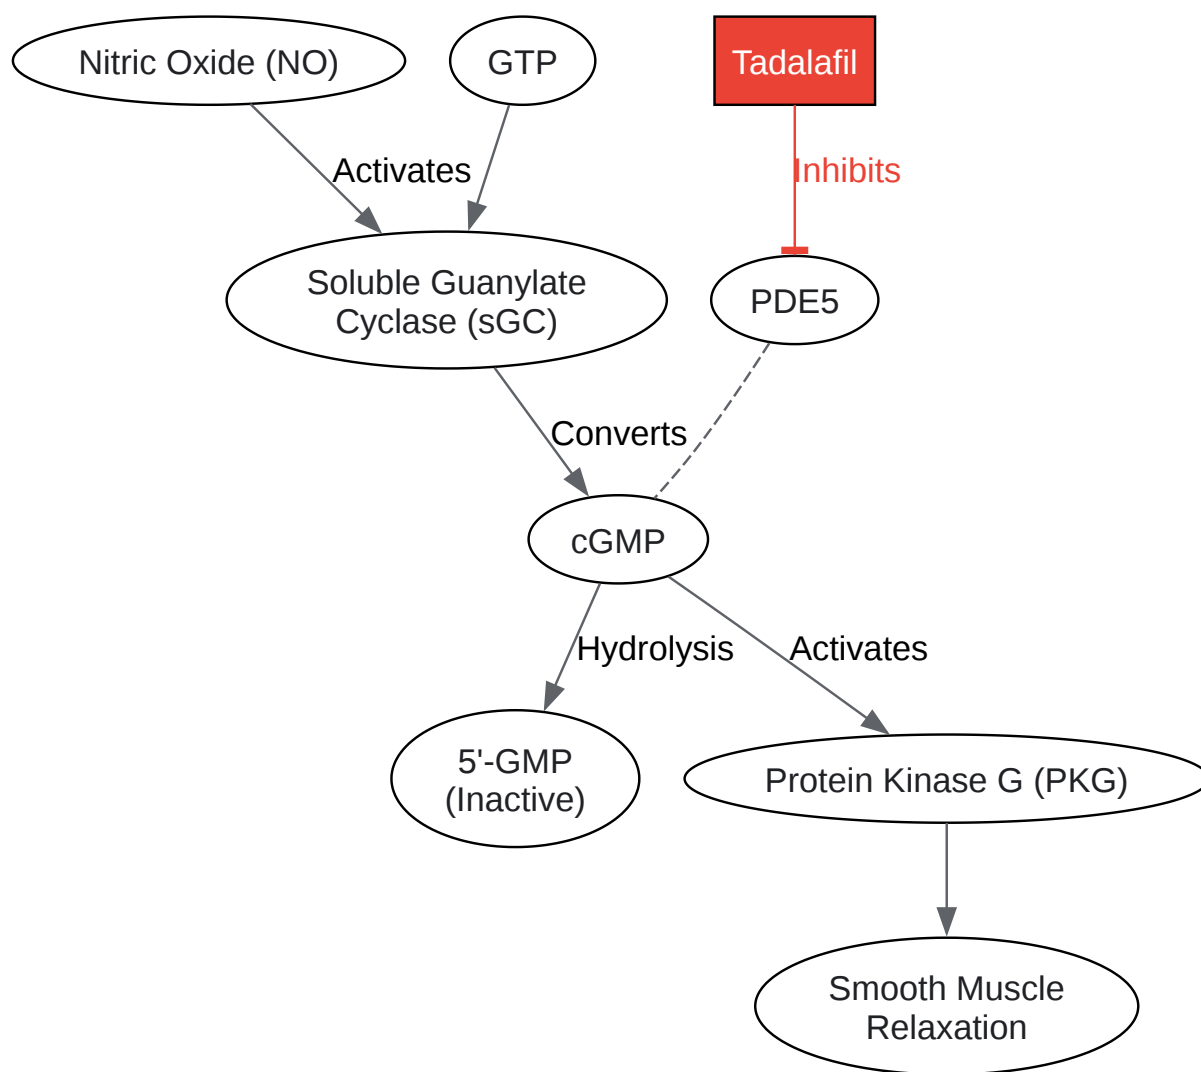 Nitric Oxide (NO)
GTP
Tadalafil
Activates
Inhibits
Soluble Guanylate
Cyclase (sGC)
PDE5
Converts
cGMP
Hydrolysis
Activates
5'-GMP
(Inactive)
Protein Kinase G (PKG)
Smooth Muscle
Relaxation